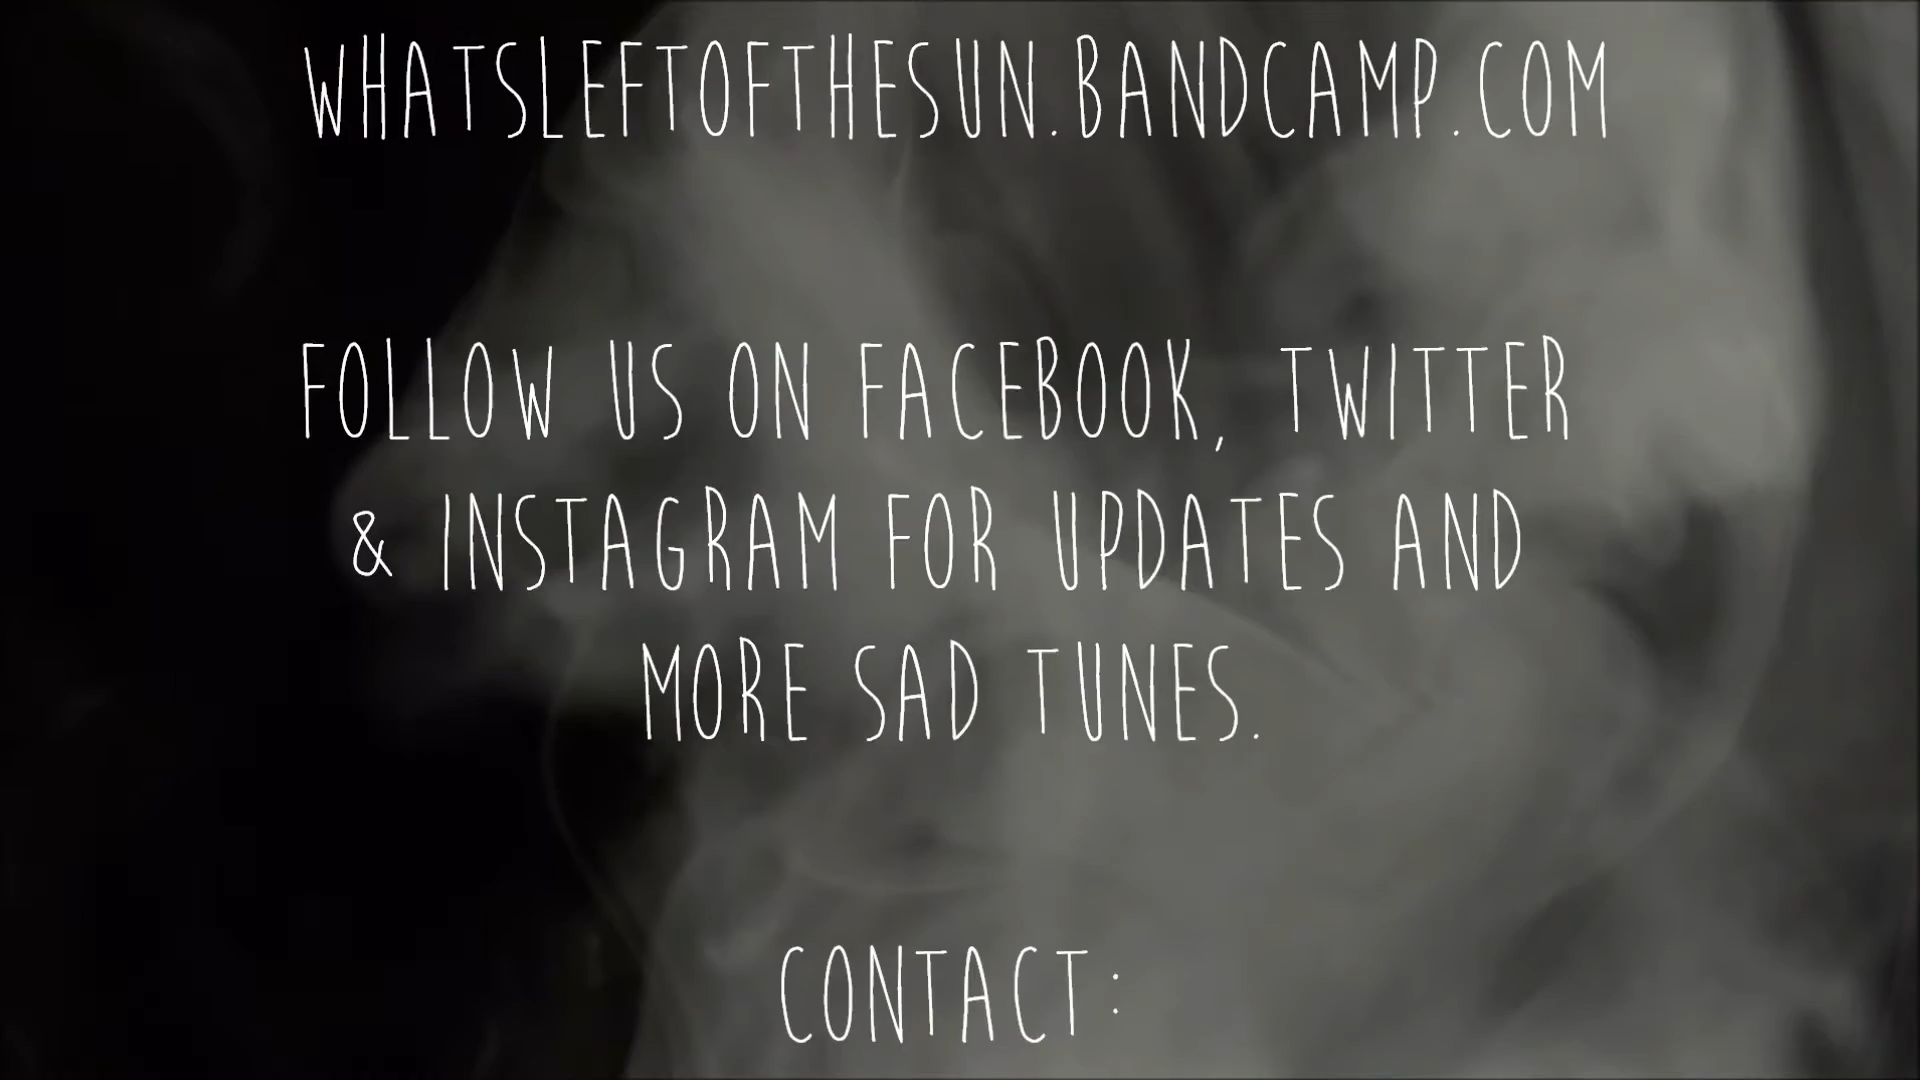 WHATSLEFTOFTHESUN.BANDCAMP.COM
FOLLOW US ON FACEBOOK, TWITTER
& INSTAGRAM FOR UPDATES AND
MORE SAD TUNES.
CONTACT: